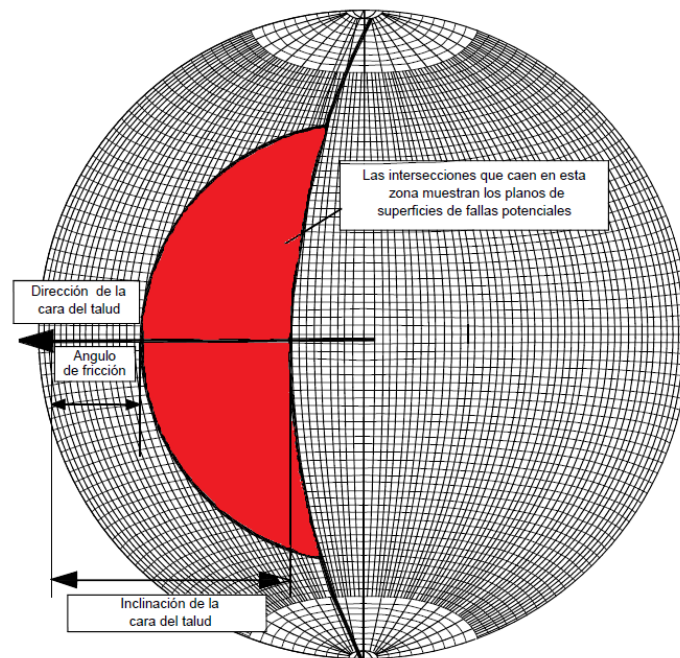 Las intersecciones que caen en esta
zona muestran los planos de
superficies de fallas potenciales
Dirección de la
cara del talud
Angulo
de fricción
Inclinación de la
cara del talud